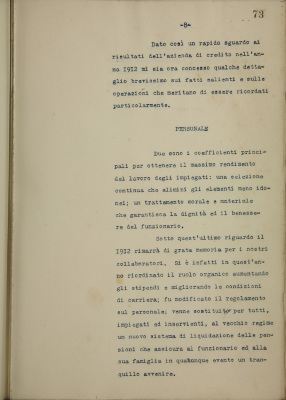 73
-8-
Dato così un rapido sguardo ai
risultati dell'azienda di credito nell'an-
no 1912 mi sia ora concesso qualche detta-
glio brevissimo sui fatti salienti e sulle
operazioni che meritano di essere ricordati
particolarmente.
PERSONALE
Due sono i coefficienti princi-
pali per ottenere il massimo rendimento
del lavoro degli impiegati: una selezione
continua che elimini gli elementi meno ido-
nei; un trattamento morale e materiale
che garantisca la dignità ed il benesse-
re del funzionario.
Sotto quest'ultimo riguardo il
1912 rimarrà di grata memoria per i nostri
collaboratori. Si è infatti in quest'an-
no riordinato il ruolo organico aumentando
gli stipendi e migliorando le condizioni
di carriera; fu modificato il regolamento
sul personale; venne sostituito per tutti,
impiegati ed inservienti, al vecchio regime
un nuovo sistema di liquidazione delle pen-
sioni che assicura al funzionario ed alla
sua famiglia in qualunque evento un tran-
quillo avvenire.